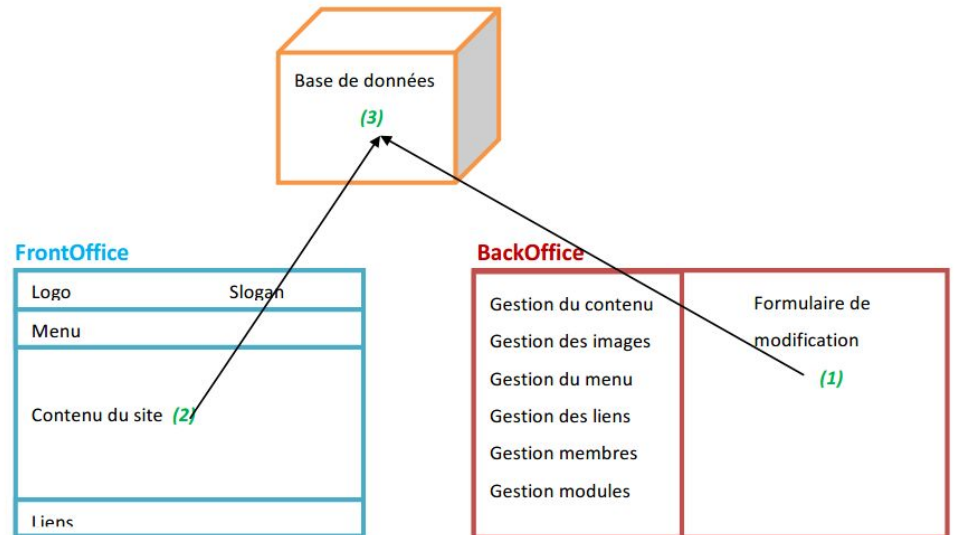 Base de données
(3)
FrontOffice
Logo Slogan
Menu
Contenu du site (2)
Liens
BackOffice
Gestion du contenu
Gestion des images
Gestion du menu
Gestion des liens
Gestion membres
Gestion modules
Formulaire de
modification
(1)